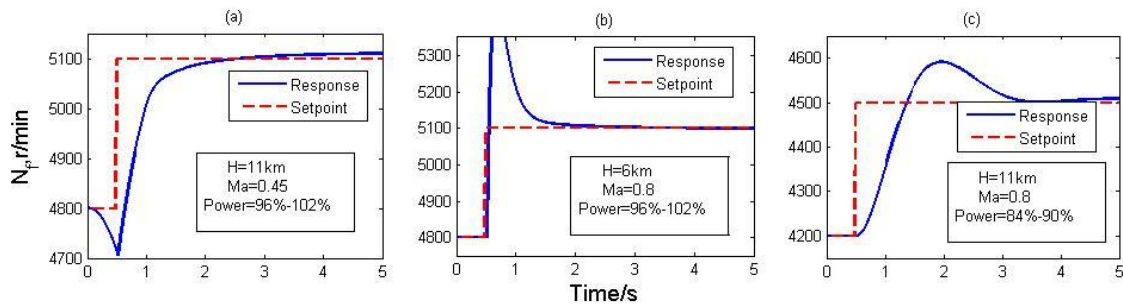 (a)
(b)
(c)
N_f,r/min
5100
5000
4900
4800
4700
0
1
2
3
4
5
Response
Setpoint
H=11km
Ma=0.45
Power=96%-102%
5300
5200
5100
5000
4900
4800
0
1
2
3
4
5
Response
Setpoint
H=6km
Ma=0.8
Power=96%-102%
Time/s
4600
4500
4400
4300
4200
0
1
2
3
4
5
Response
Setpoint
H=11km
Ma=0.8
Power=84%-90%